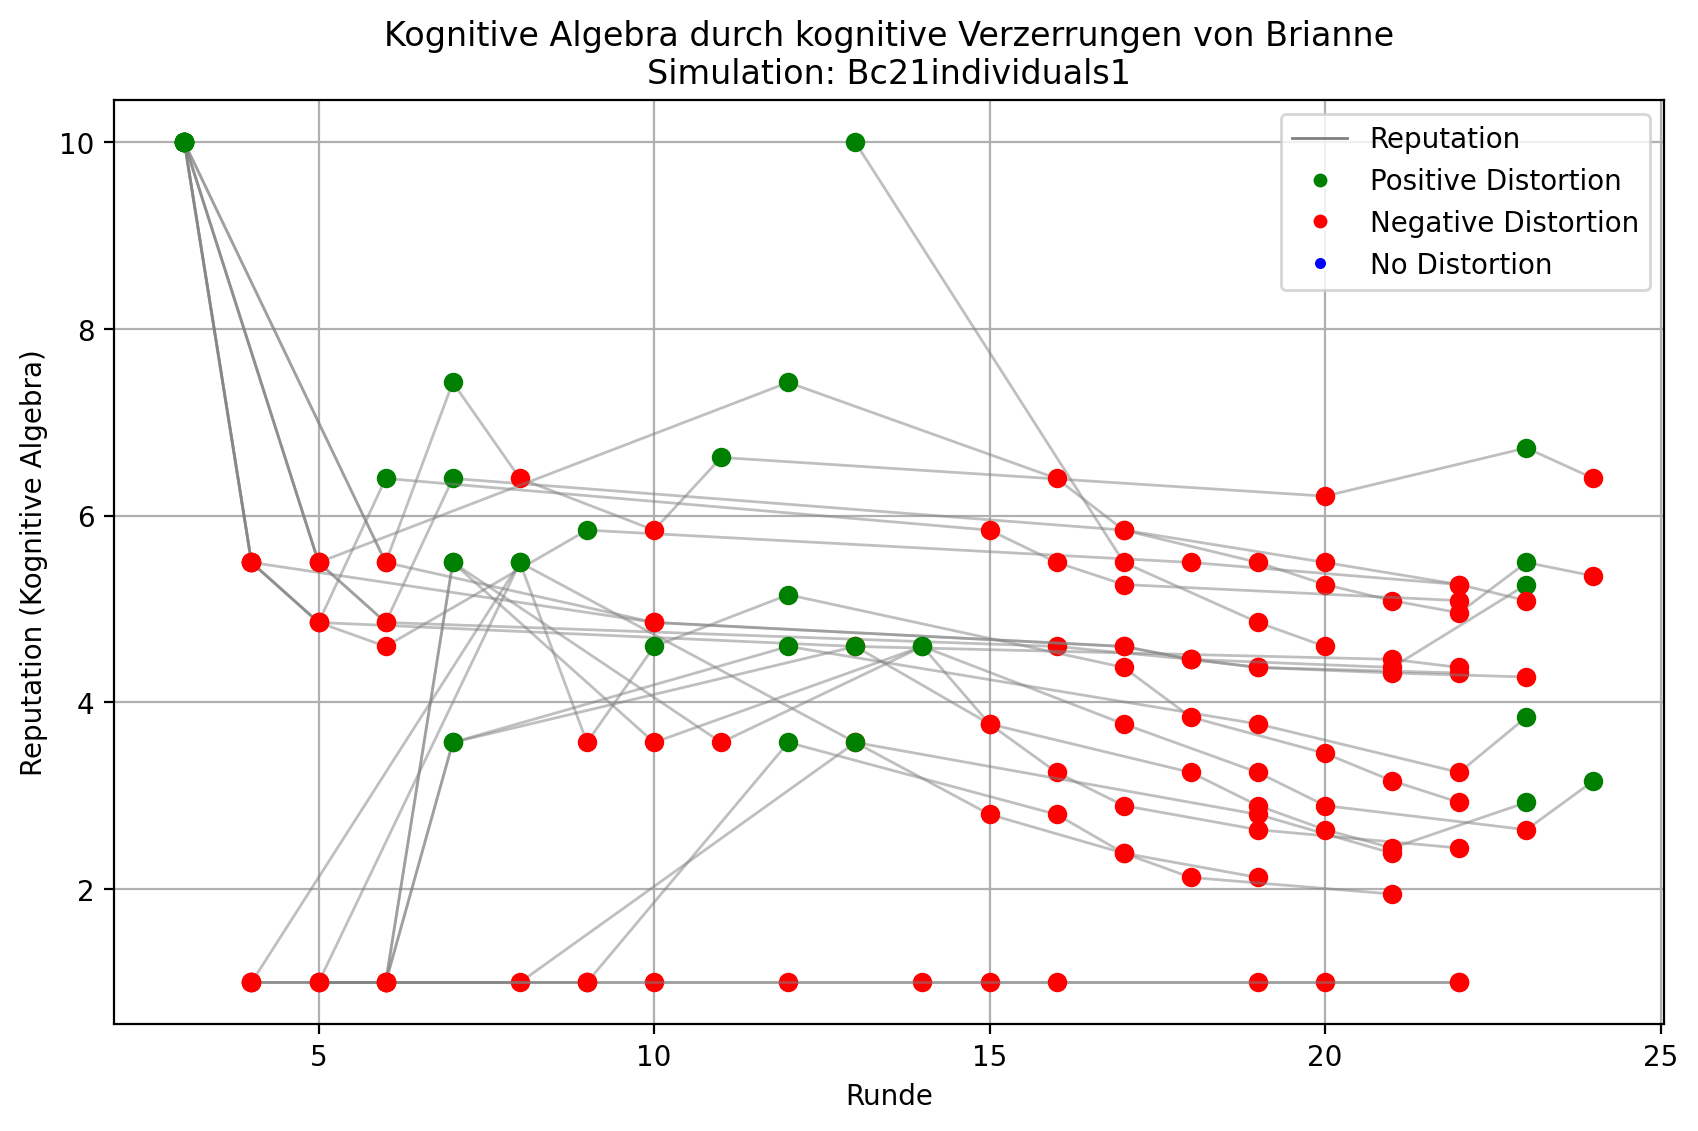 Kognitive Algebra durch kognitive Verzerrungen von Brianne
Simulation: Bc21individuals1
Reputation (Kognitive Algebra)
10
8
6
4
2
Reputation
Positive Distortion
Negative Distortion
No Distortion
5
10
15
20
25
Runde